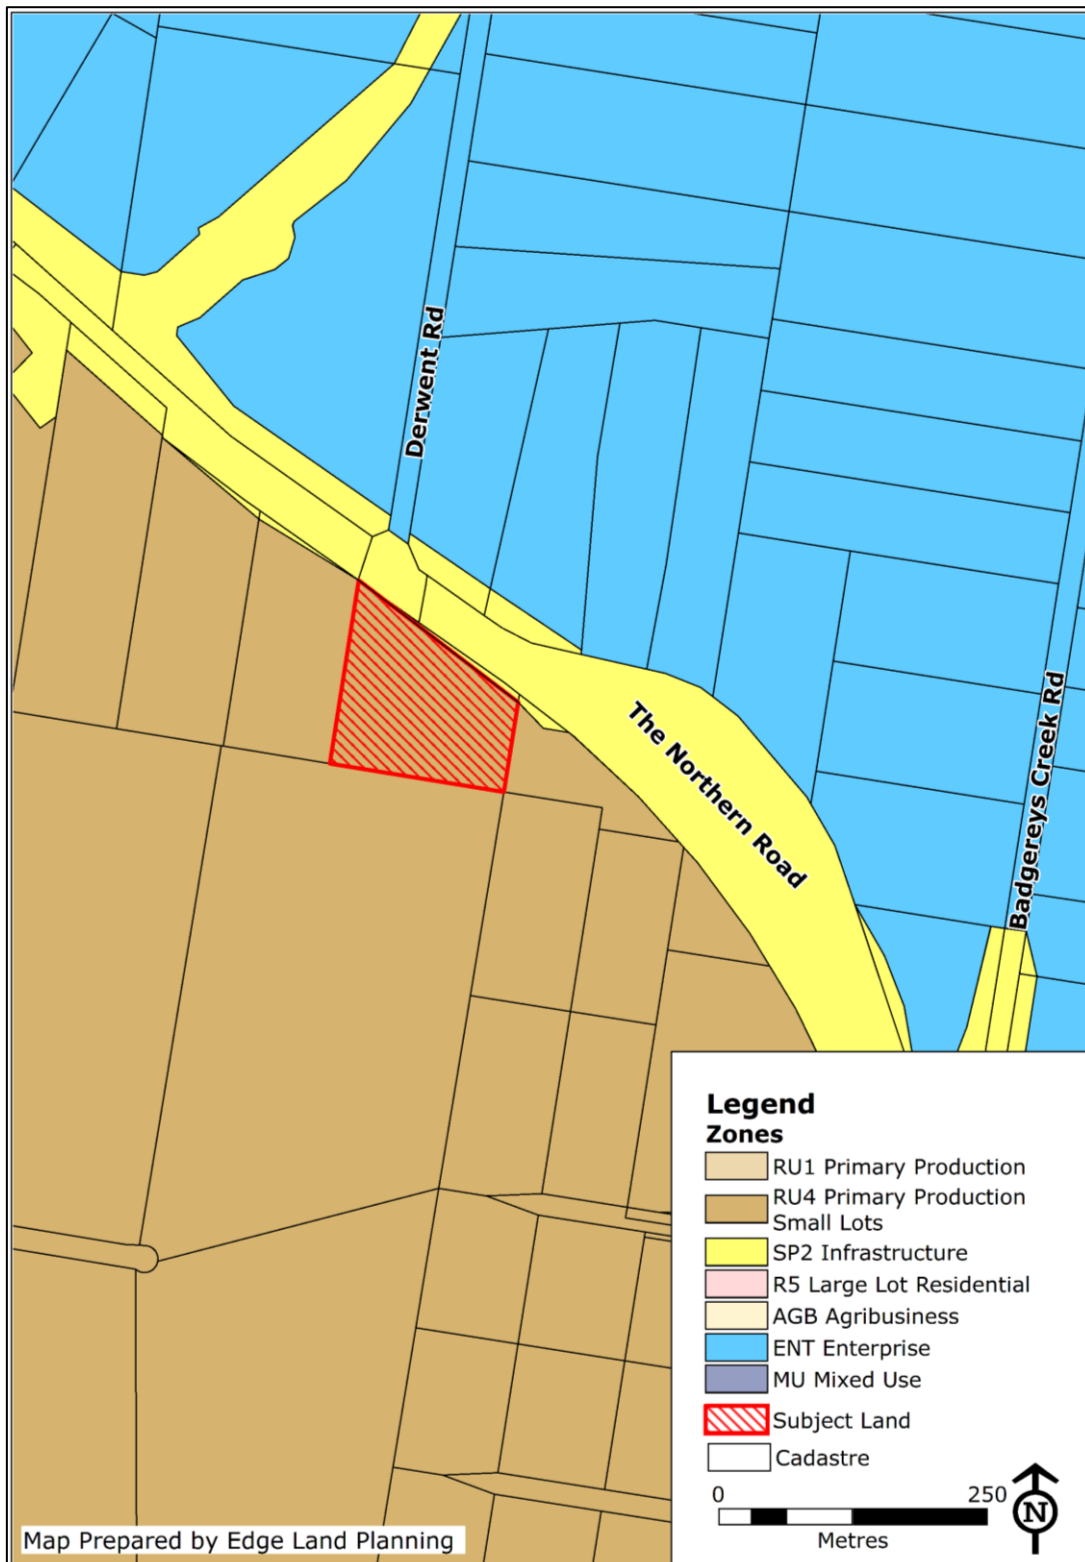 Derwent Rd
The Northern Road
Badgereys Creek Rd
Legend
Zones
RU1 Primary Production
RU4 Primary Production
Small Lots
SP2 Infrastructure
R5 Large Lot Residential
AGB Agribusiness
ENT Enterprise
MU Mixed Use
Subject Land
Cadastre
0 250
Metres
N
Map Prepared by Edge Land Planning